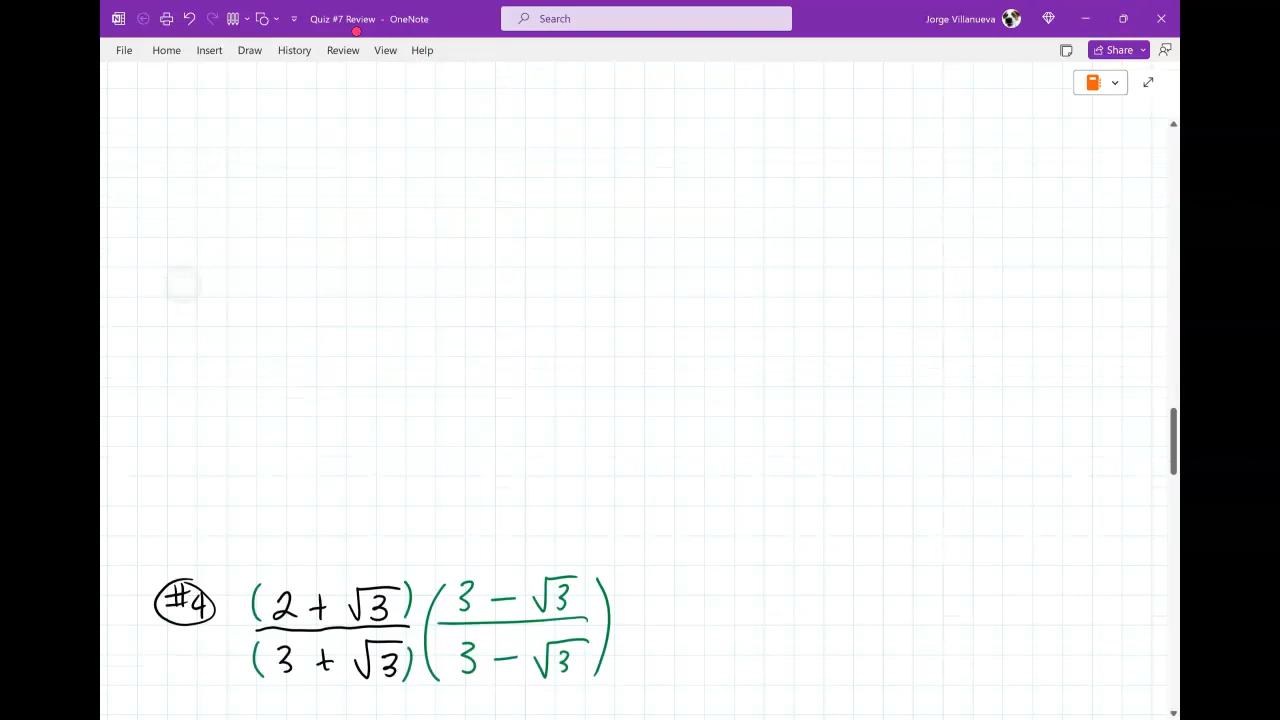 Quiz #7 Review - OneNote
Search
Jorge Villanueva
File Home Insert Draw History Review View Help
Share
#4 (2 + √3) (3 - √3
(3 + √3) 3 - √3)